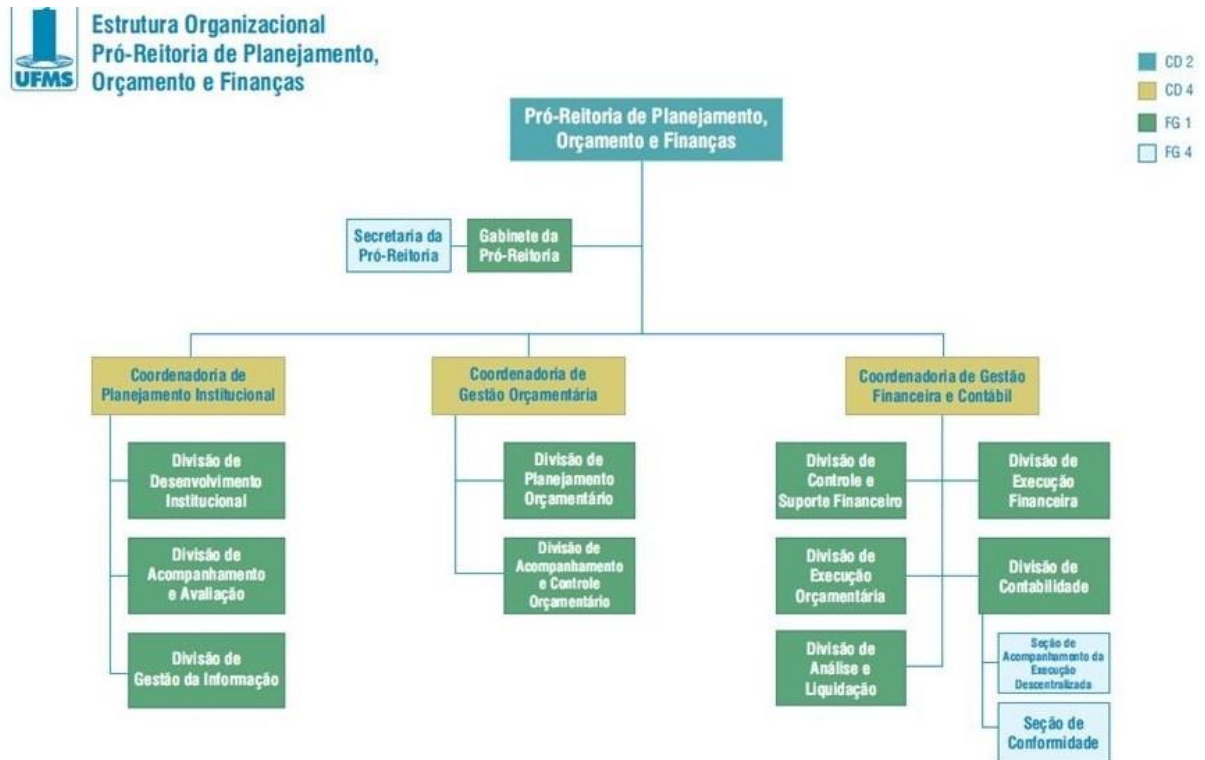 UFMS
Estrutura Organizacional
Pró-Reitoria de Planejamento,
Orçamento e Finanças
CD 2
CD 4
FG 1
FG 4
Pró-Reitoria de Planejamento,
Orçamento e Finanças
Secretaria da
Pró-Reitoria
Gabinete da
Pró-Reitoria
Coordenadoria de
Planejamento Institucional
Coordenadoria de
Gestão Orçamentária
Coordenadoria de Gestão
Financeira e Contábil
Divisão de
Desenvolvimento
Institucional
Divisão de
Acompanhamento
e Avaliação
Divisão de
Gestão da Informação
Divisão de
Planejamento
Orçamentário
Divisão de
Acompanhamento
e Controle
Orçamentário
Divisão de
Controle e
Suporte Financeiro
Divisão de
Execução
Financeira
Divisão de
Execução
Orçamentária
Divisão de
Contabilidade
Divisão de
Análise e
Liquidação
Seção de
Acompanhamento da
Execução
Descentralizada
Seção de
Conformidade